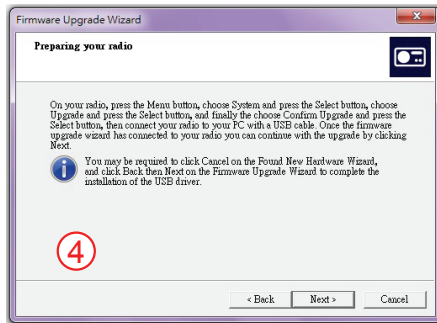 Firmware Upgrade Wizard
Preparing your radio
On your radio, press the Menu button, choose System and press the Select button, choose
Upgrade and press the Select button, and finally the choose Confirm Upgrade and press the
Select button, then connect your radio to your PC with a USB cable. Once the firmware
upgrade wizard has connected to your radio you can continue with the upgrade by clicking
Next.
You may be required to click Cancel on the Found New Hardware Wizard,
and click Back then Next on the Firmware Upgrade Wizard to complete the
installation of the USB driver.
4
< Back Next > Cancel